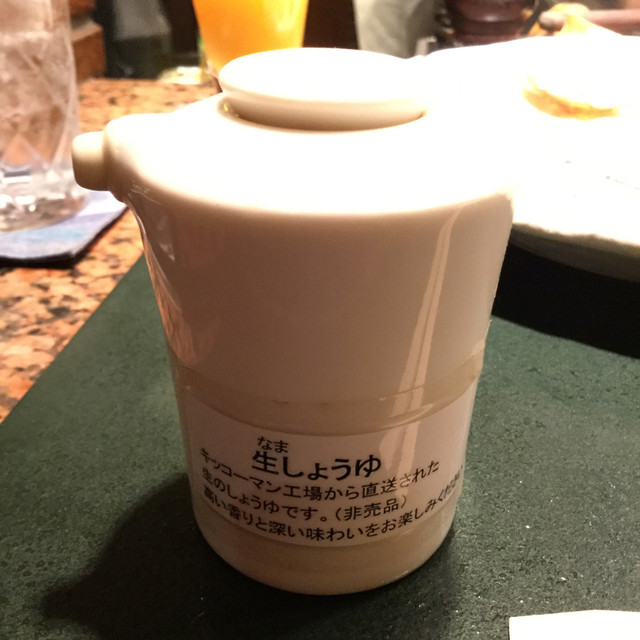 なま
生しょうゆ
キッコーマン工場から直送された
生のしょうゆです。(非売品)
高い香りと深い味わいをお楽しみく